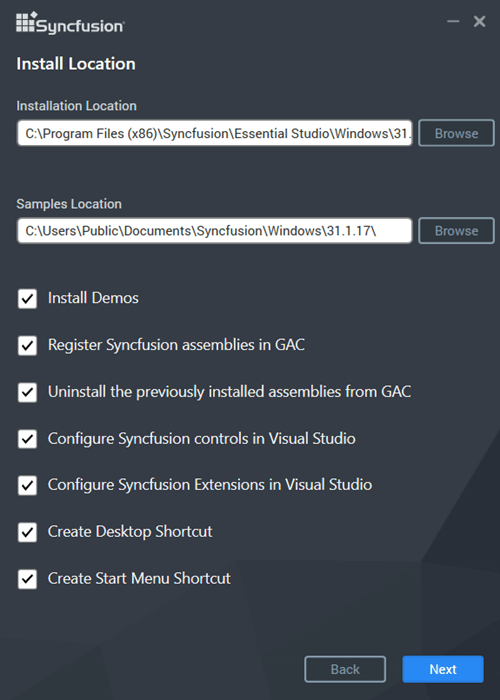 Syncfusion
Install Location
Installation Location
C:\Program Files (x86)\Syncfusion\Essential Studio\Windows\31.
Browse
Samples Location
C:\Users\Public\Documents\Syncfusion\Windows\31.1.17\
Browse
Install Demos
Register Syncfusion assemblies in GAC
Uninstall the previously installed assemblies from GAC
Configure Syncfusion controls in Visual Studio
Configure Syncfusion Extensions in Visual Studio
Create Desktop Shortcut
Create Start Menu Shortcut
Back
Next